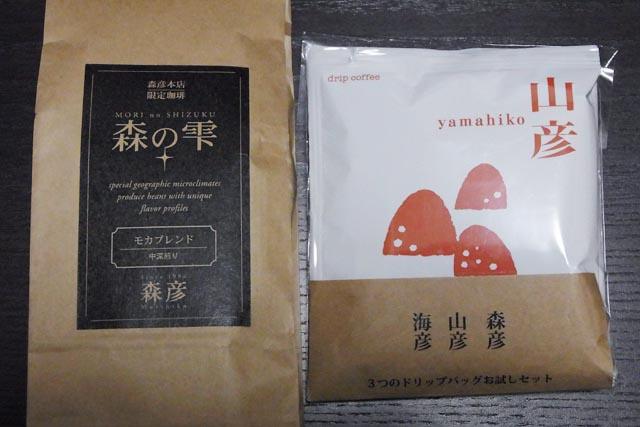 森彦本店
限定珈琲
MORI no SHIZUKU
森の雫
special geographic microclimates
produce beans with unique
flavor profiles
モカブレンド
中深煎り
Since 1996
森彦
Morihiko
drip coffee
山彦
yamahiko
森彦
山彦
海彦
3つのドリップバッグお試しセット